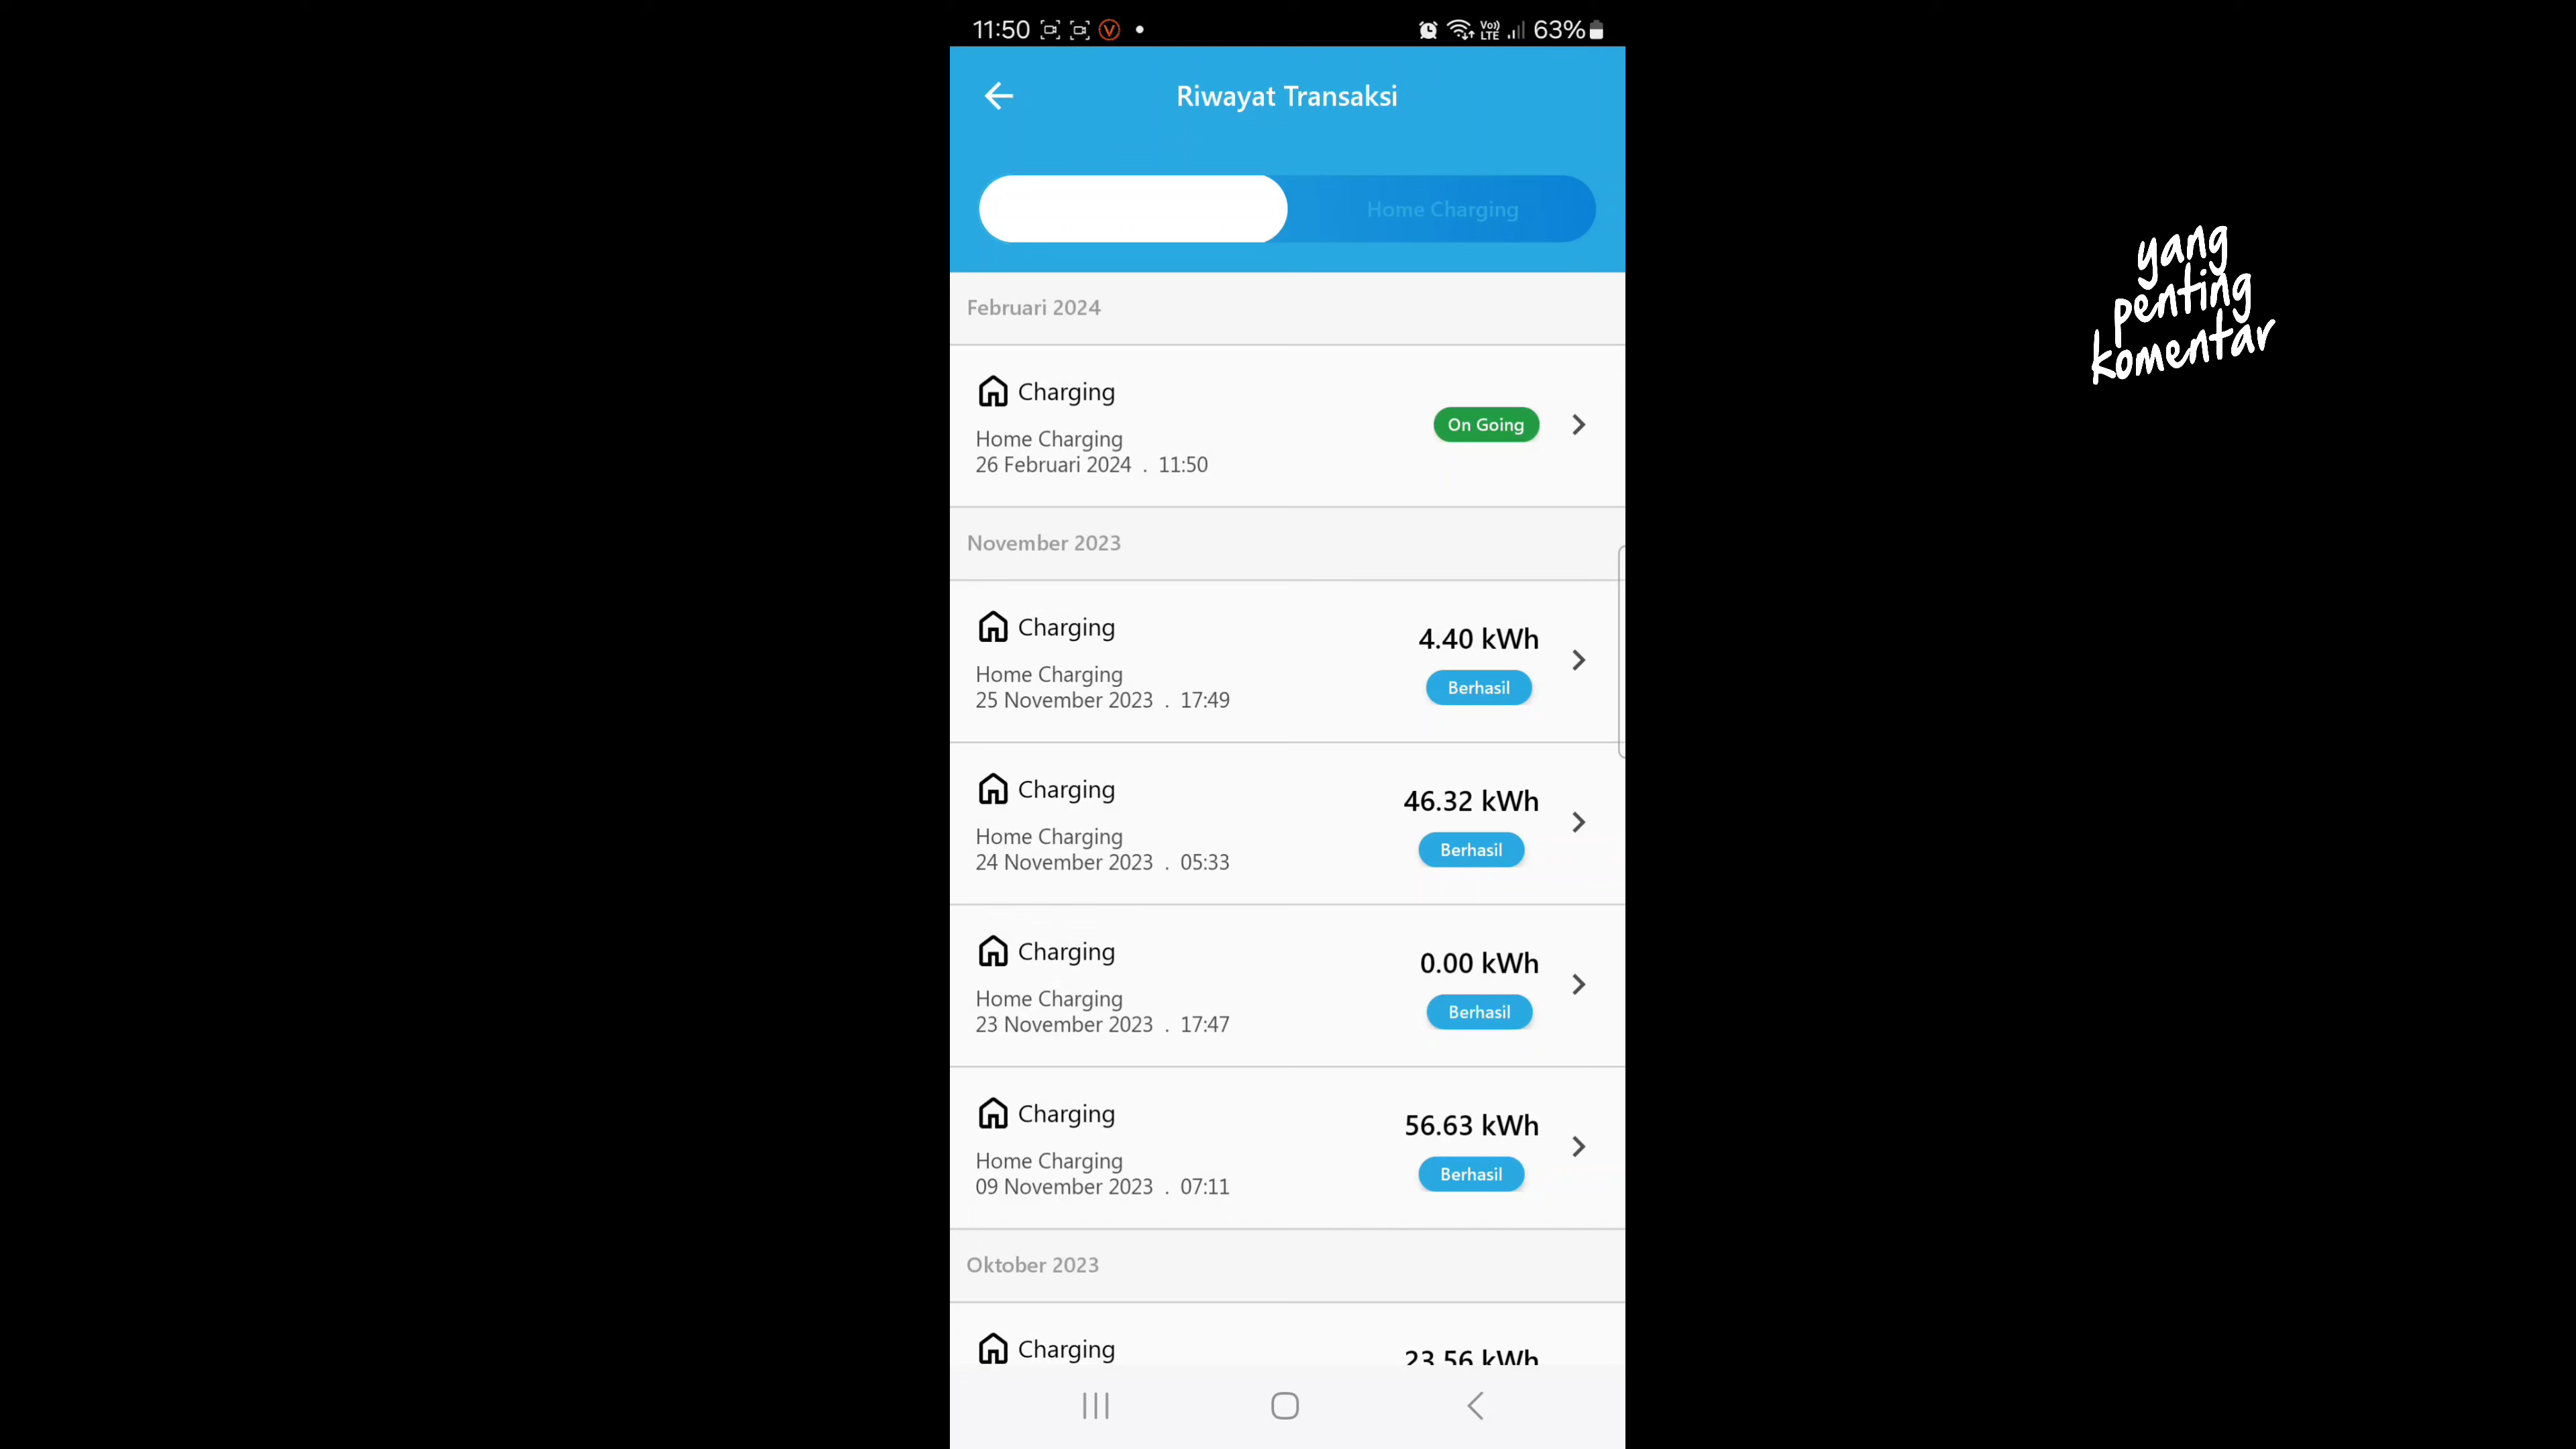 11:50
Vo))
LTE
63%
Riwayat Transaksi
Home Charging
Februari 2024
Charging
Home Charging
26 Februari 2024 . 11:50
On Going
November 2023
Charging
Home Charging
25 November 2023 . 17:49
4.40 kWh
Berhasil
Charging
Home Charging
24 November 2023 . 05:33
46.32 kWh
Berhasil
Charging
Home Charging
23 November 2023 . 17:47
0.00 kWh
Berhasil
Charging
Home Charging
09 November 2023 . 07:11
56.63 kWh
Berhasil
Oktober 2023
Charging
23.56 kWh
yang
penting
komentar